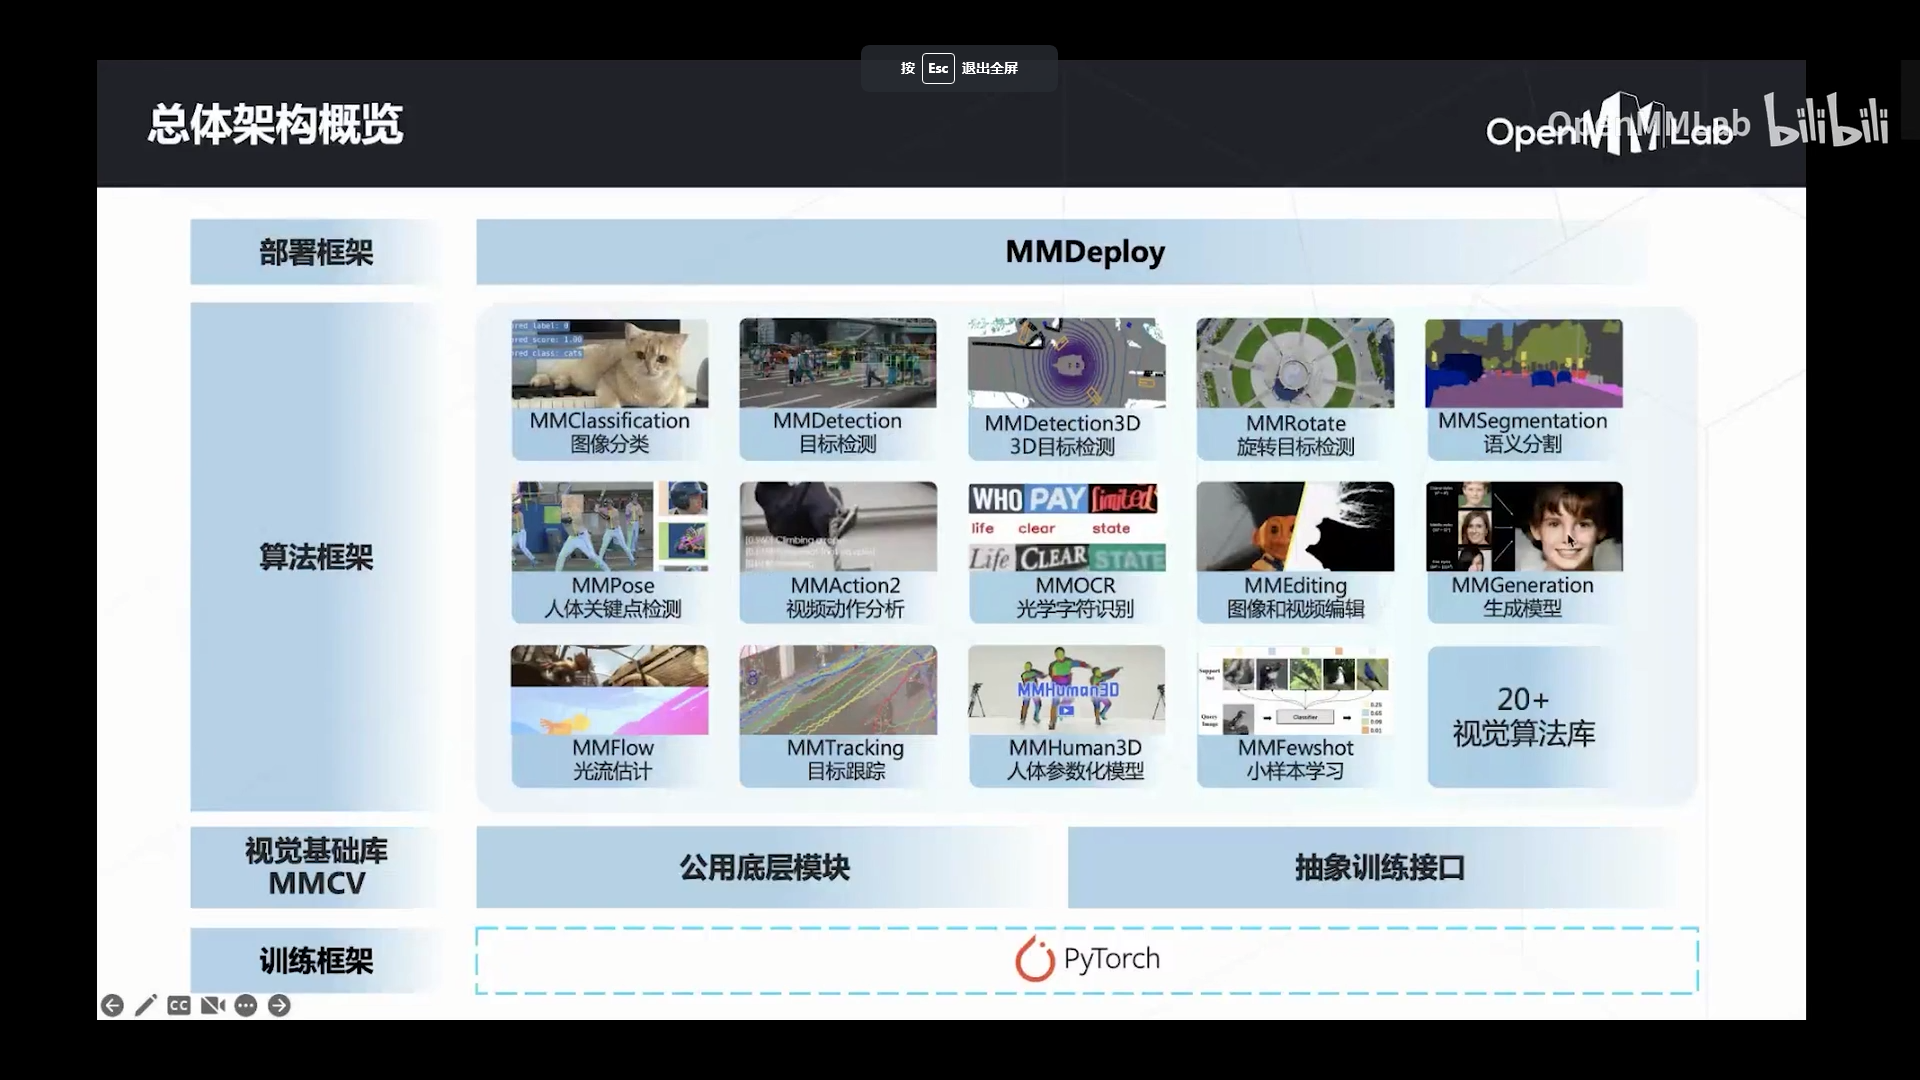 按 Esc 退出全屏
总体架构概览
OpenMMLab
OpenMMLab bilibili
部署框架
MMDeploy
算法框架
MMClassification
图像分类
MMDetection
目标检测
MMDetection3D
3D目标检测
MMRotate
旋转目标检测
MMSegmentation
语义分割
MMPose
人体关键点检测
MMAction2
视频动作分析
WHO PAY limited
life clear state
Life CLEAR STATE
MMOCR
光学字符识别
MMEditing
图像和视频编辑
MMGeneration
生成模型
MMFlow
光流估计
MMTracking
目标跟踪
MMHuman3D
MMHuman3D
人体参数化模型
Support
Set
Query
Image
Classifier
MMFewshot
小样本学习
20+
视觉算法库
视觉基础库
MMCV
公用底层模块
抽象训练接口
训练框架
PyTorch
CC